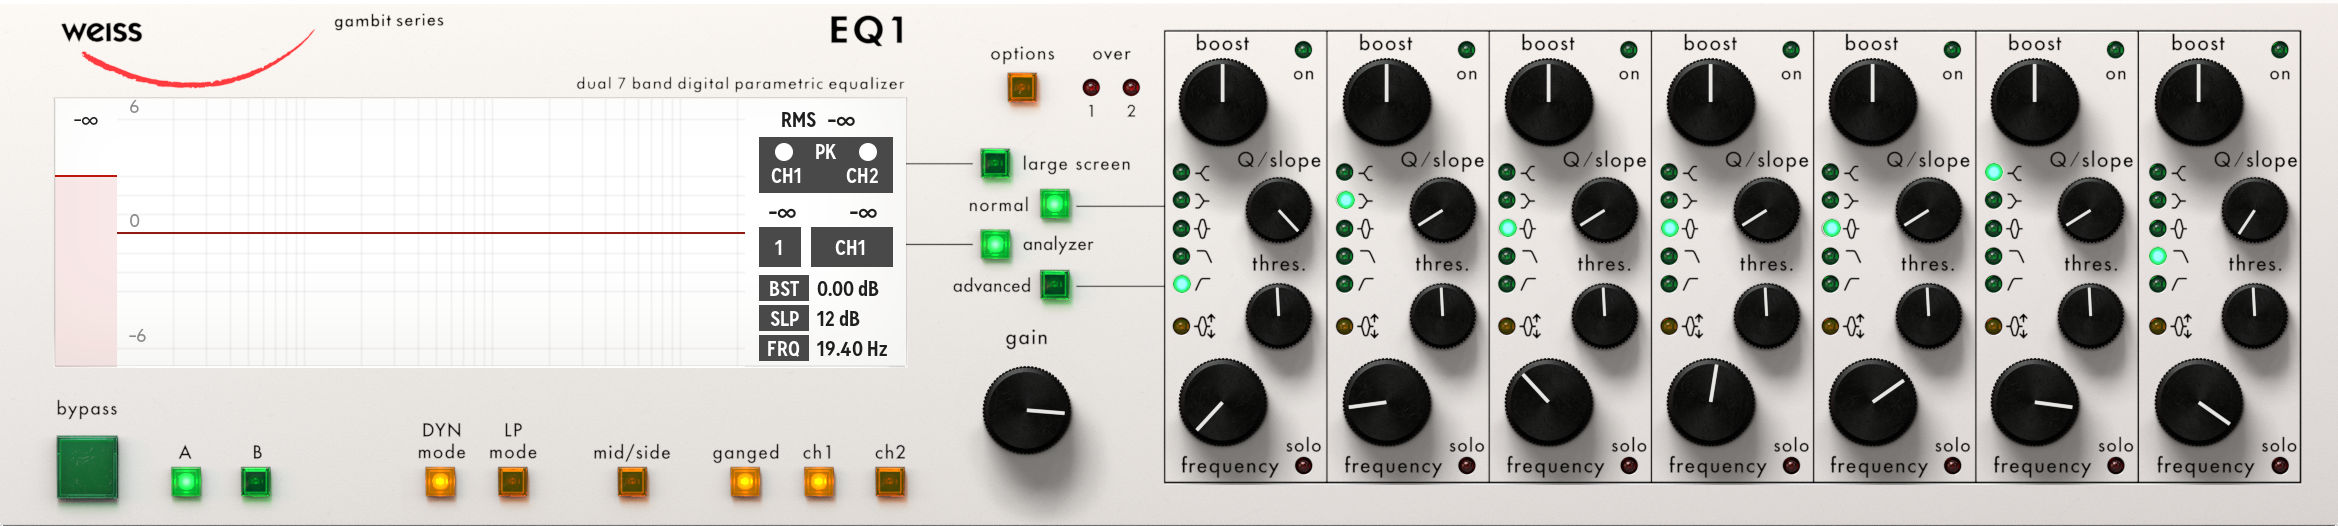 weiss
gambit series
EQ1
dual 7 band digital parametric equalizer
-∞
6
0
-6
RMS -∞
PK
CH1 CH2
-∞ -∞
1 CH1
BST 0.00 dB
SLP 12 dB
FRQ 19.40 Hz
options over
1 2
large screen
normal
analyzer
advanced
gain
bypass
A B
DYN mode
LP mode
mid/side
ganged ch1 ch2
boost on
Q/slope
thres.
solo
frequency
boost on
Q/slope
thres.
solo
frequency
boost on
Q/slope
thres.
solo
frequency
boost on
Q/slope
thres.
solo
frequency
boost on
Q/slope
thres.
solo
frequency
boost on
Q/slope
thres.
solo
frequency
boost on
Q/slope
thres.
solo
frequency